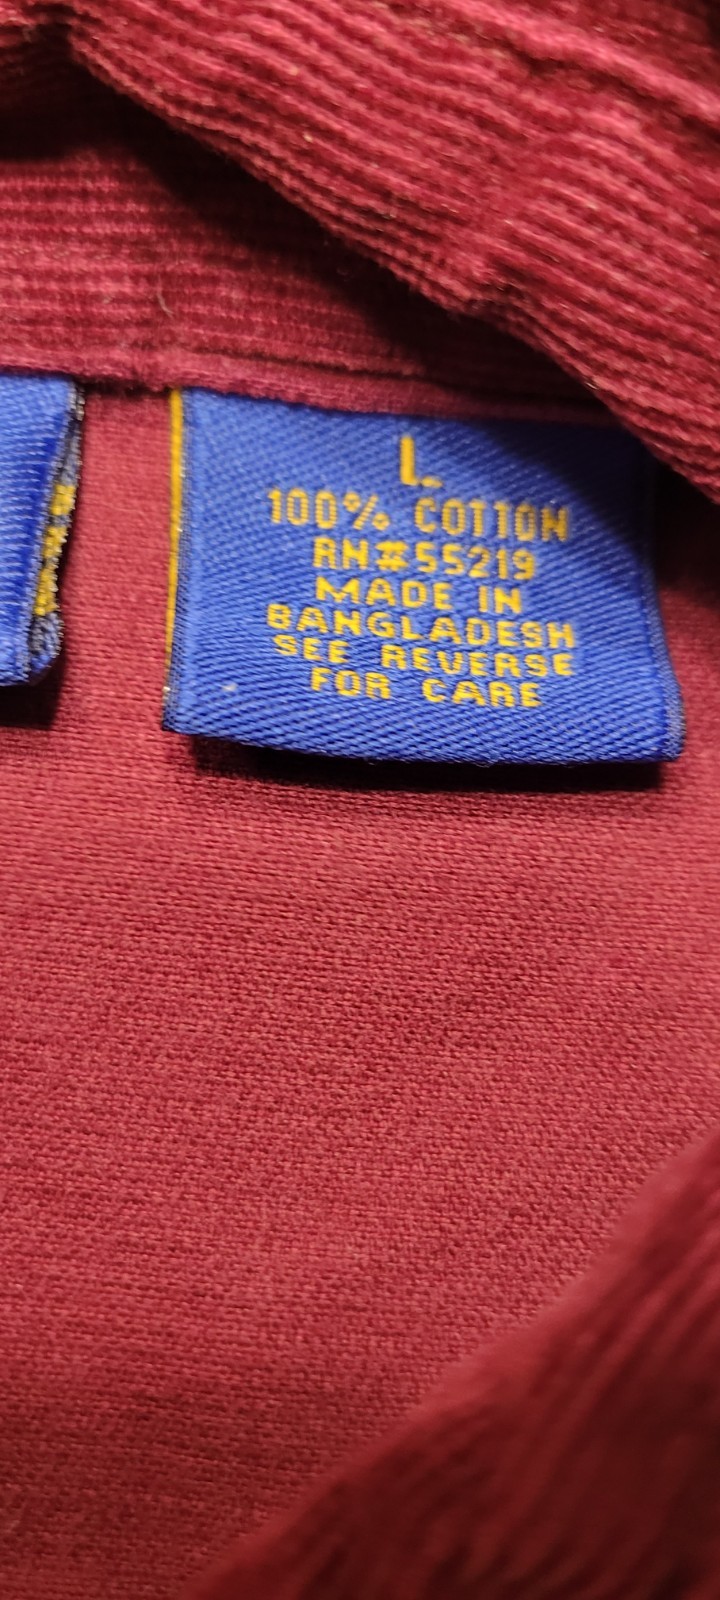 L
100% COTTON
RN#55219
MADE IN
BANGLADESH
SEE REVERSE
FOR CARE